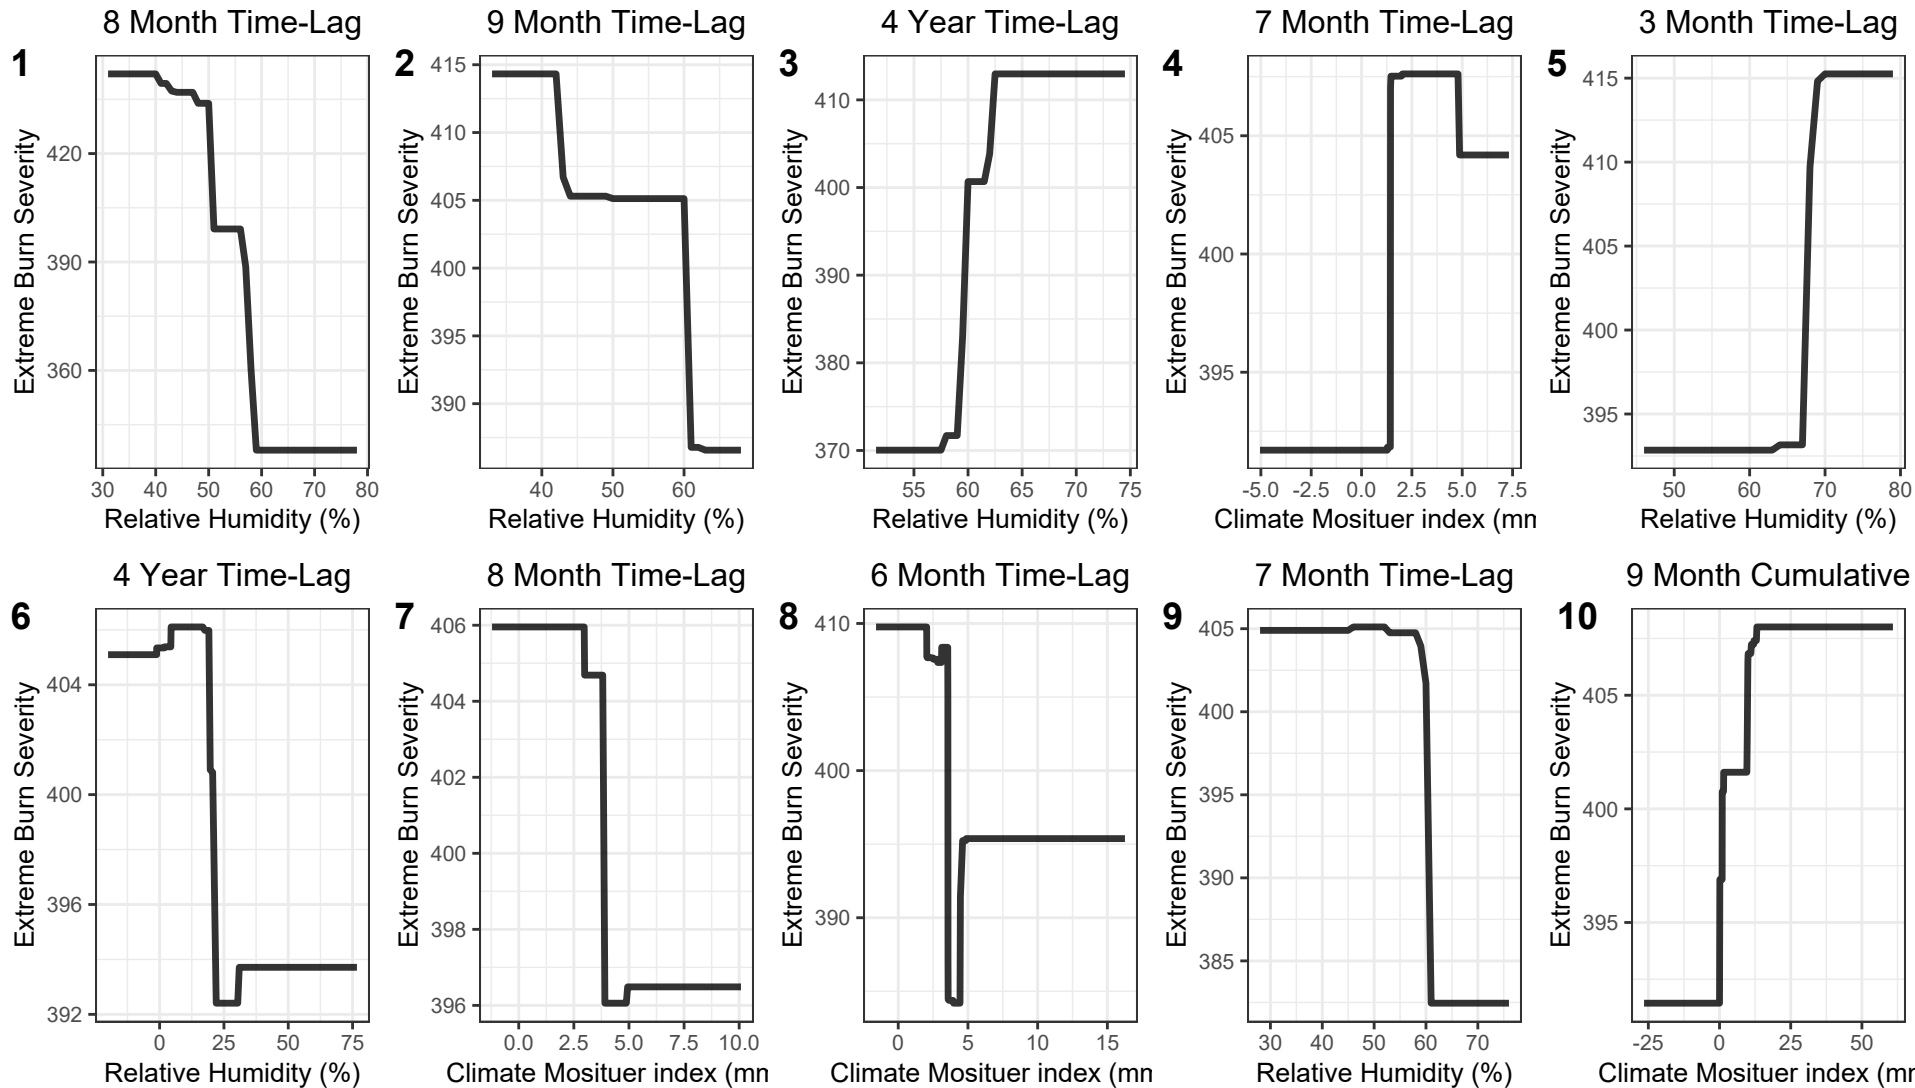 8 Month Time-Lag
9 Month Time-Lag
4 Year Time-Lag
7 Month Time-Lag
3 Month Time-Lag
1
2
3
4
5
Extreme Burn Severity
420
390
360
30 40 50 60 70 80
Relative Humidity (%)
Extreme Burn Severity
415
410
405
400
395
390
40 60
Relative Humidity (%)
Extreme Burn Severity
410
400
390
380
370
55 60 65 70 75
Relative Humidity (%)
Extreme Burn Severity
405
400
395
-5.0 -2.5 0.0 2.5 5.0 7.5
Climate Mosituer index (mm
Extreme Burn Severity
415
410
405
400
395
50 60 70 80
Relative Humidity (%)
4 Year Time-Lag
8 Month Time-Lag
6 Month Time-Lag
7 Month Time-Lag
9 Month Cumulative
6
7
8
9
10
Extreme Burn Severity
404
400
396
392
0 25 50 75
Relative Humidity (%)
Extreme Burn Severity
406
404
402
400
398
396
0.0 2.5 5.0 7.5 10.0
Climate Mosituer index (mm
Extreme Burn Severity
410
400
390
0 5 10 15
Climate Mosituer index (mm
Extreme Burn Severity
405
400
395
390
385
30 40 50 60 70
Relative Humidity (%)
Extreme Burn Severity
405
400
395
-25 0 25 50
Climate Mosituer index (mm